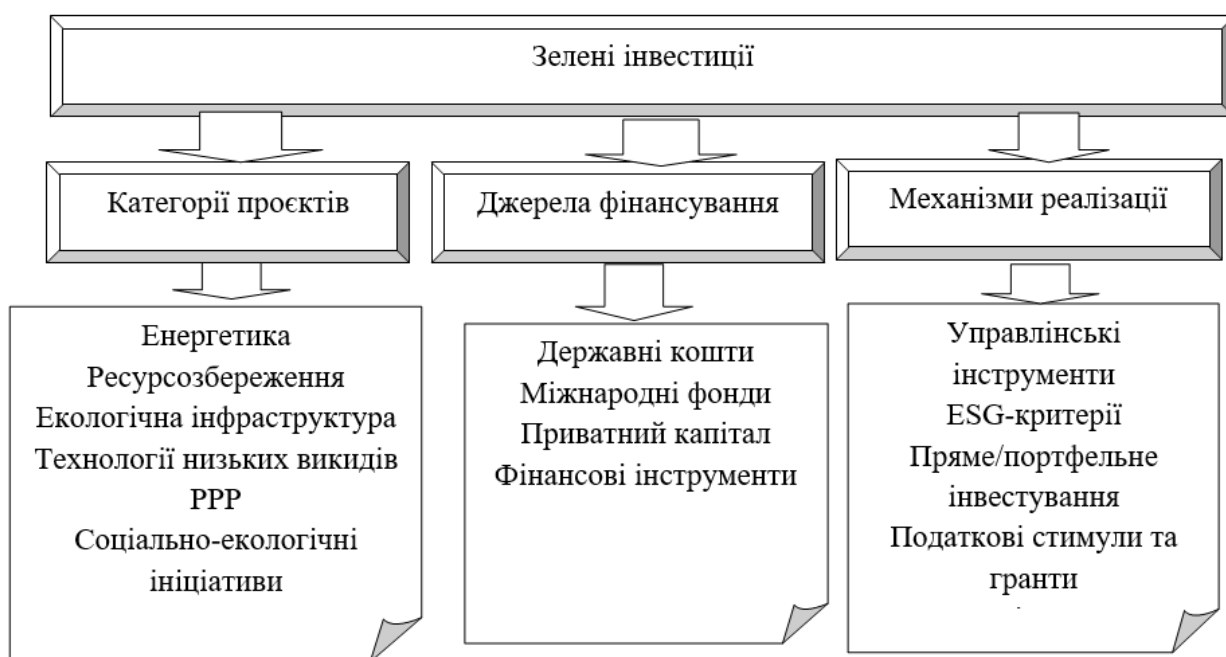 Зелені інвестиції
Категорії проєктів
Джерела фінансування
Механізми реалізації
Енергетика
Ресурсозбереження
Екологічна інфраструктура
Технології низьких викидів
PPP
Соціально-екологічні
ініціативи
Державні кошти
Міжнародні фонди
Приватний капітал
Фінансові інструменти
Управлінські
інструменти
ESG-критерії
Пряме/портфельне
інвестування
Податкові стимули та
гранти